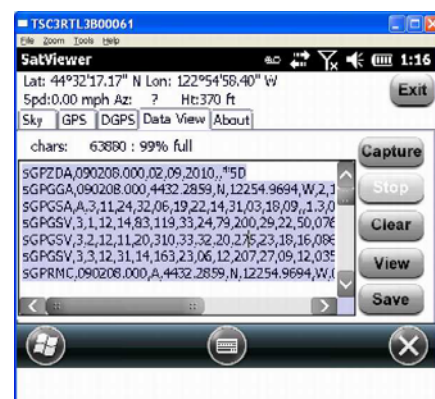 TSC3RTL3B00061
File Zoom Tools Help
SatViewer 1:16
Lat: 44°32'17.17" N Lon: 122°54'58.40" W
Spd:0.00 mph Az: ? Ht:370 ft
Exit
Sky GPS DGPS Data View About
chars: 63880 : 99% full
Capture
$GPZDA,090208.000,02,09,2010,,*5D
$GPGGA,090208.000,4432.2859,N,12254.9694,W,2,1
Stop
$GPGSA,A,3,11,24,32,06,19,22,14,31,03,18,09,,1.3,0
$GPGSV,3,1,12,14,83,119,33,24,79,200,29,22,50,076
Clear
$GPGSV,3,2,12,11,20,310,33,32,20,275,23,18,16,086
$GPGSV,3,3,12,31,14,163,23,06,12,207,27,09,12,035
View
$GPRMC,090208.000,A,4432.2859,N,12254.9694,W,0
Save